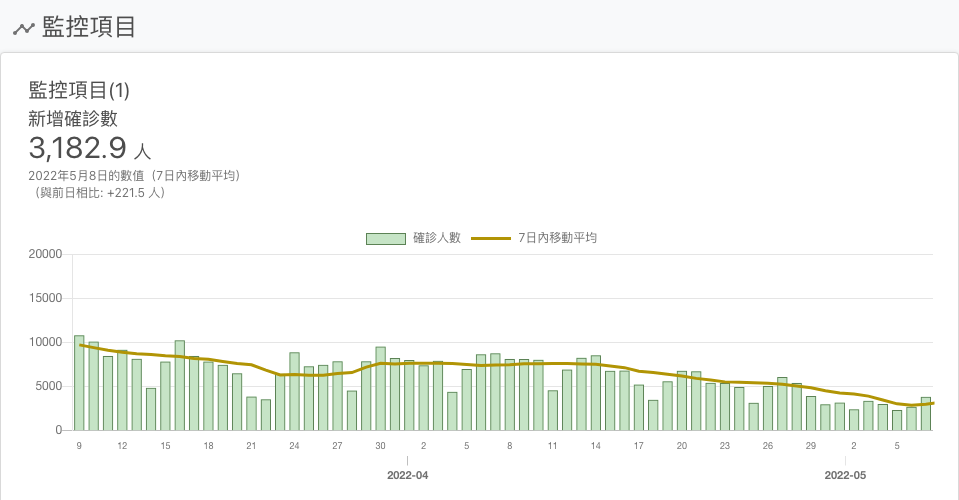 監控項目
監控項目(1)
新增確診數
3,182.9 人
2022年5月8日的數值（7日內移動平均）
（與前日相比: +221.5 人）
確診人數 7日內移動平均
20000
15000
10000
5000
0
9 12 15 18 21 24 27 30 2 5 8 11 14 17 20 23 26 29 2 5
2022-04 2022-05